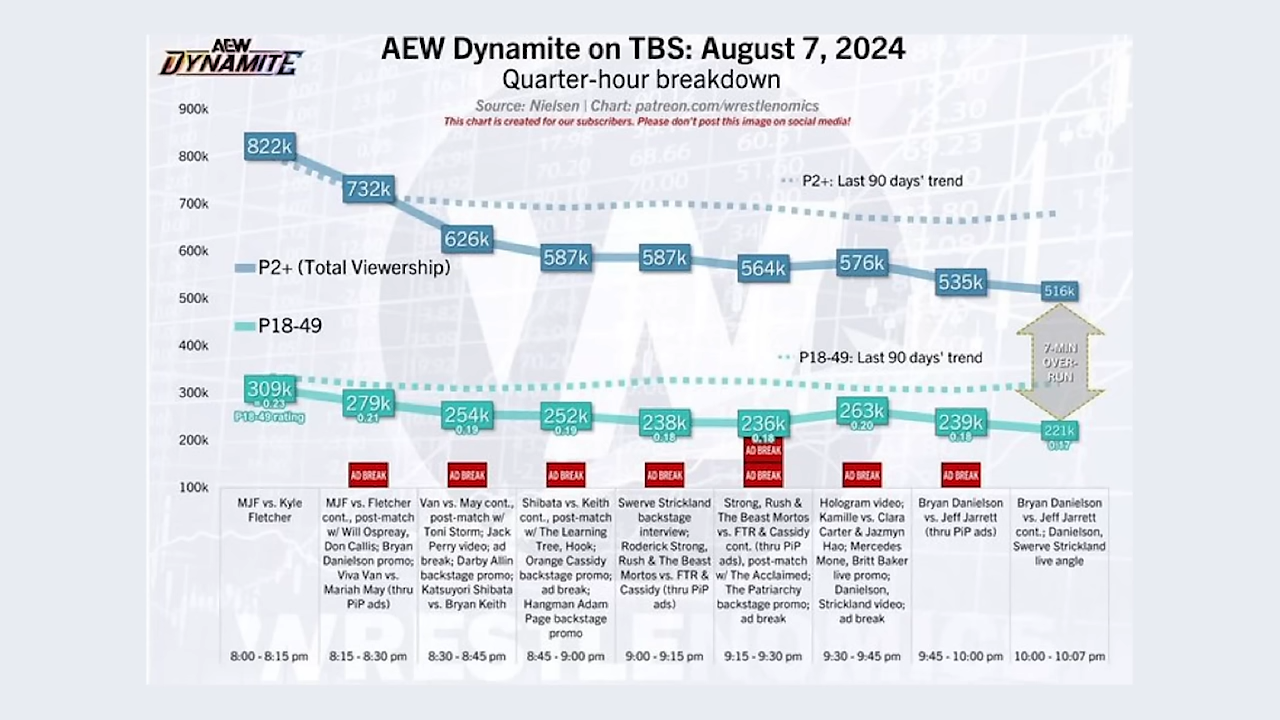 AEW
DYNAMITE
AEW Dynamite on TBS: August 7, 2024
Quarter-hour breakdown
Source: Nielsen | Chart: patreon.com/wrestlenomics
This chart is created for our subscribers. Please don't post this image on social media!
900k
800k
700k
600k
500k
400k
300k
200k
100k
822k
732k
626k
587k
587k
564k
576k
535k
516k
P2+: Last 90 days' trend
P2+ (Total Viewership)
P18-49
P18-49: Last 90 days' trend
7-MIN
OVER-
RUN
309k
= 0.23
P18-49 rating
279k
0.21
254k
0.19
252k
0.19
238k
0.18
236k
0.18
263k
0.20
239k
0.18
221k
0.17
AD BREAK
AD BREAK
AD BREAK
AD BREAK
AD BREAK
AD BREAK
AD BREAK
AD BREAK
MJF vs. Kyle
Fletcher
8:00 - 8:15 pm
MJF vs. Fletcher
cont., post-match
w/ Will Ospreay,
Don Callis; Bryan
Danielson promo;
Viva Van vs.
Mariah May (thru
PiP ads)
8:15 - 8:30 pm
Van vs. May cont.,
post-match w/
Toni Storm; Jack
Perry video; ad
break; Darby Allin
backstage promo;
Katsuyori Shibata
vs. Bryan Keith
8:30 - 8:45 pm
Shibata vs. Keith
cont., post-match
w/ The Learning
Tree, Hook;
Orange Cassidy
backstage promo;
ad break;
Hangman Adam
Page backstage
promo
8:45 - 9:00 pm
Swerve Strickland
backstage
interview;
Roderick Strong,
Rush & The Beast
Mortos vs. FTR &
Cassidy (thru PiP
ads)
9:00 - 9:15 pm
Strong, Rush &
The Beast Mortos
vs. FTR & Cassidy
cont. (thru PiP
ads), post-match
w/ The Acclaimed;
The Patriarchy
backstage promo;
ad break
9:15 - 9:30 pm
Hologram video;
Kamille vs. Clara
Carter & Jazmyn
Hao; Mercedes
Mone, Britt Baker
live promo;
Danielson,
Strickland video;
ad break
9:30 - 9:45 pm
Bryan Danielson
vs. Jeff Jarrett
(thru PiP ads)
9:45 - 10:00 pm
Bryan Danielson
vs. Jeff Jarrett
cont.; Danielson,
Swerve Strickland
live angle
10:00 - 10:07 pm
WRESTLENOMICS